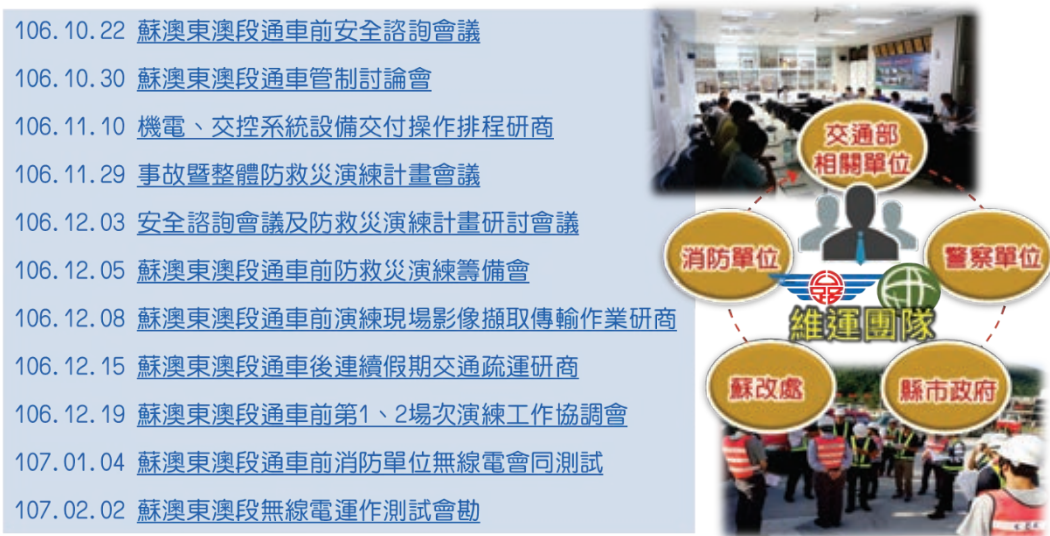 106.10.22 蘇澳東澳段通車前安全諮詢會議
106.10.30 蘇澳東澳段通車管制討論會
106.11.10 機電、交控系統設備交付操作排程研商
106.11.29 事故暨整體防救災演練計畫會議
106.12.03 安全諮詢會議及防救災演練計畫研討會議
106.12.05 蘇澳東澳段通車前防救災演練籌備會
106.12.08 蘇澳東澳段通車前演練現場影像擷取傳輸作業研商
106.12.15 蘇澳東澳段通車後連續假期交通疏運研商
106.12.19 蘇澳東澳段通車前第1、2場次演練工作協調會
107.01.04 蘇澳東澳段通車前消防單位無線電會同測試
107.02.02 蘇澳東澳段無線電運作測試會勘
交通部
相關單位
消防單位
警察單位
維運團隊
蘇改處
縣市政府